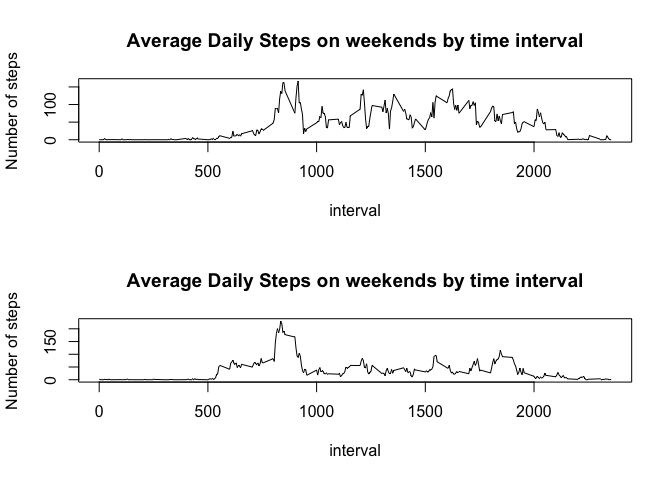 Average Daily Steps on weekends by time interval
Number of steps
100
0
0 500 1000 1500 2000
interval
Average Daily Steps on weekends by time interval
Number of steps
150
0
0 500 1000 1500 2000
interval